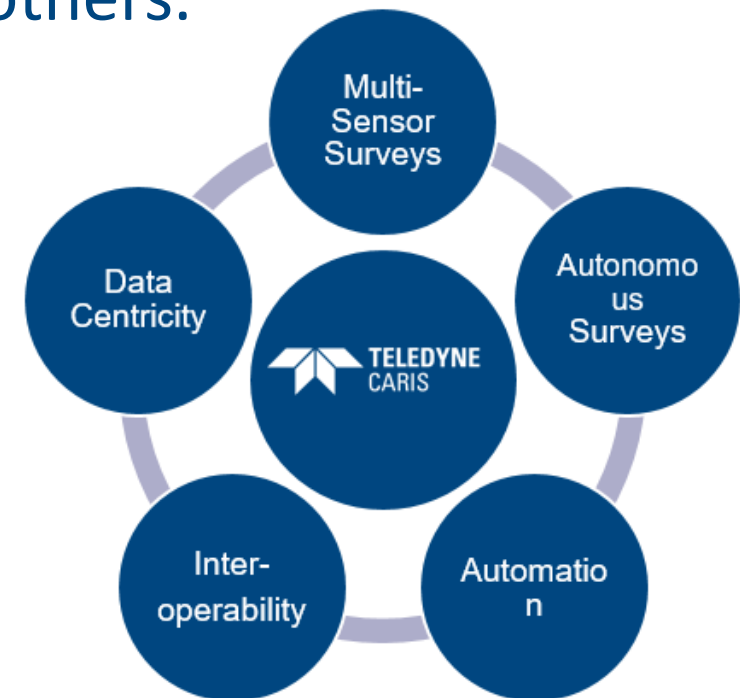 others.
Multi-
Sensor
Surveys
Autonomo
us
Surveys
Data
Centricity
TELEDYNE
CARIS
Inter-
operability
Automatio
n